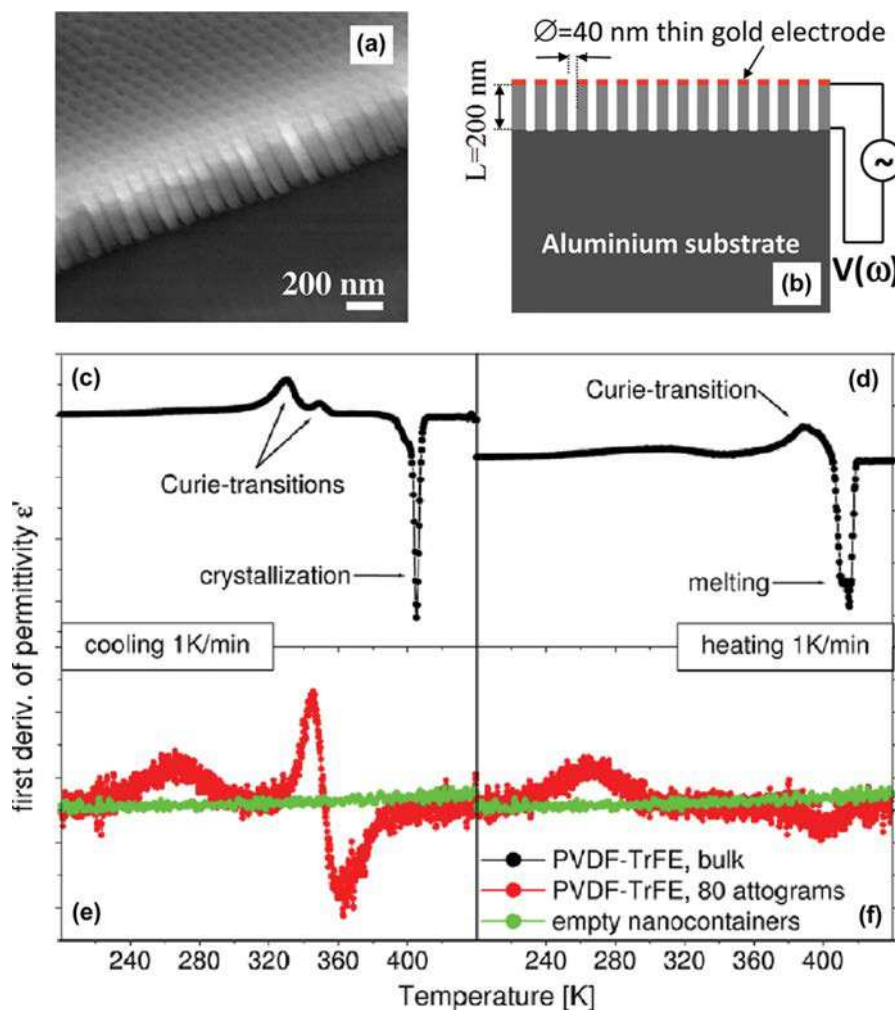 (a)
200 nm
∅=40 nm thin gold electrode
L=200 nm
~
Aluminium substrate
(b)
V(ω)
first deriv. of permittivity ε'
(c)
Curie-transitions
crystallization
cooling 1K/min
(d)
Curie-transition
melting
heating 1K/min
(e)
PVDF-TrFE, bulk
PVDF-TrFE, 80 attograms
empty nanocontainers
(f)
240 320 360 400 240 320 360 400
Temperature [K]